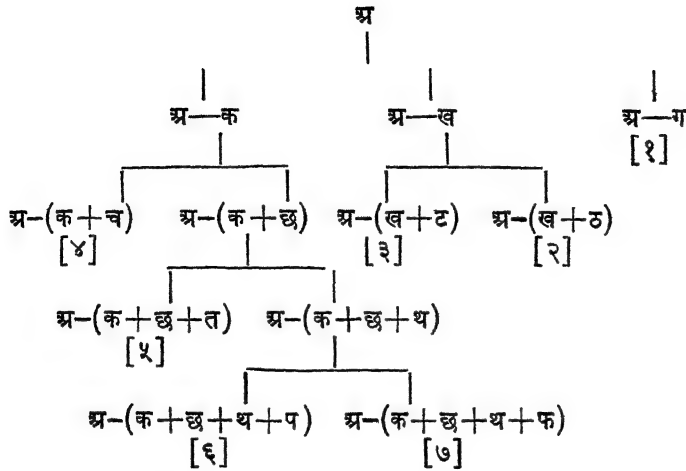 अ
अ—क अ—ख अ—ग
[१]
अ-(क+च) अ-(क+छ) अ-(ख+ट) अ-(ख+ठ)
[४] [३] [२]
अ-(क+छ+त) अ-(क+छ+थ)
[५]
अ-(क+छ+थ+प) अ-(क+छ+थ+फ)
[६] [७]